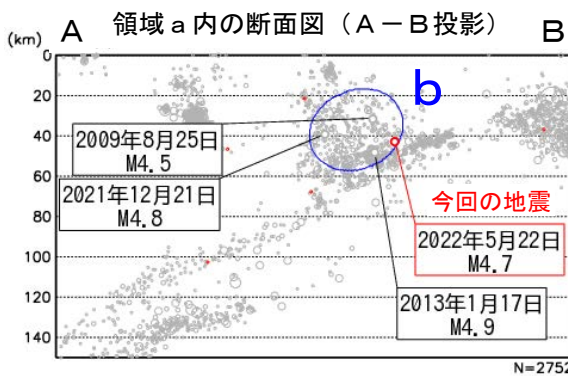 領域a内の断面図（A－B投影）
(km) A B
0
20
40
60
80
100
120
140
b
2009年8月25日
M4.5
2021年12月21日
M4.8
今回の地震
2022年5月22日
M4.7
2013年1月17日
M4.9
N=2752